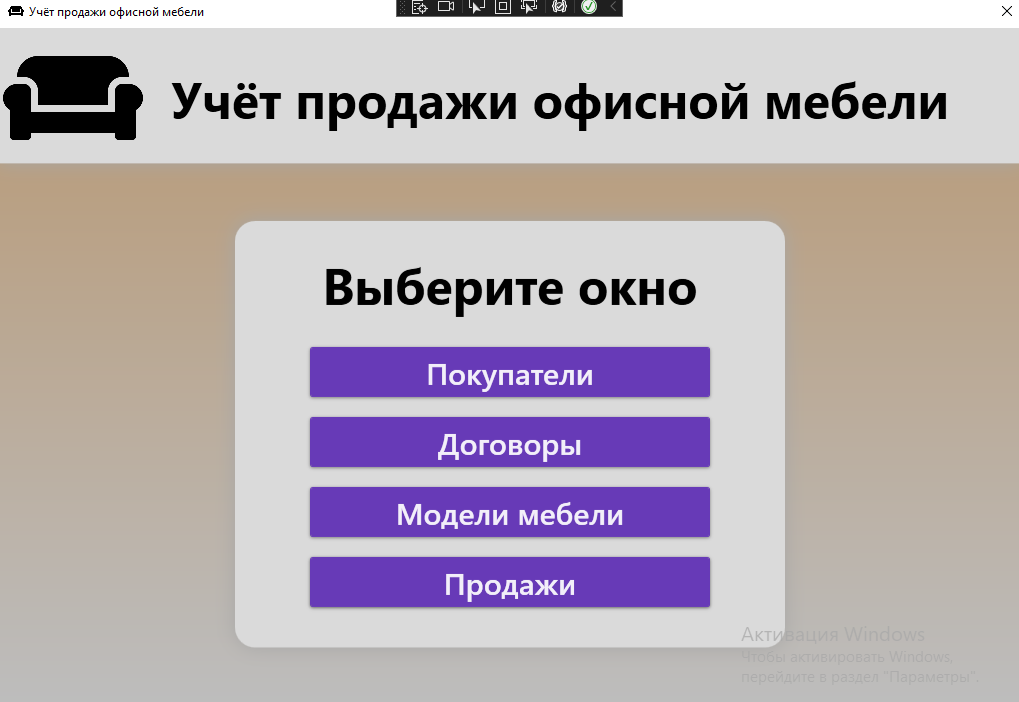 Учёт продажи офисной мебели
Учёт продажи офисной мебели
Выберите окно
Покупатели
Договоры
Модели мебели
Продажи
Активация Windows
Чтобы активировать Windows,
перейдите в раздел "Параметры".